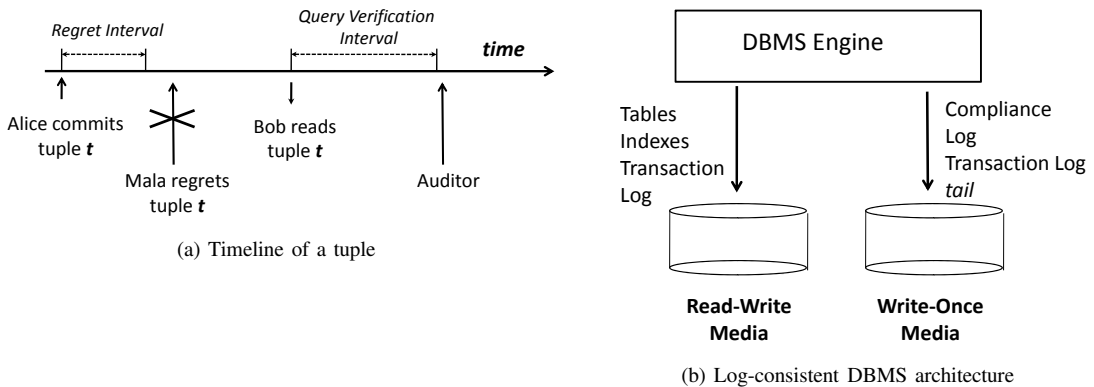 Regret Interval
Query Verification
Interval
time
Alice commits
tuple t
Mala regrets
tuple t
Bob reads
tuple t
Auditor
(a) Timeline of a tuple
DBMS Engine
Tables
Indexes
Transaction
Log
Compliance
Log
Transaction Log
tail
Read-Write
Media
Write-Once
Media
(b) Log-consistent DBMS architecture